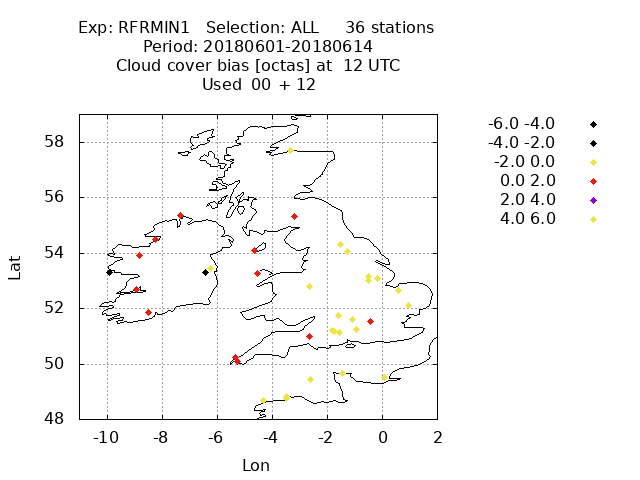 Exp: RFRMIN1 Selection: ALL 36 stations
Period: 20180601-20180614
Cloud cover bias [octas] at 12 UTC
Used 00 + 12
-6.0 -4.0
-4.0 -2.0
-2.0 0.0
0.0 2.0
2.0 4.0
4.0 6.0
58
56
54
52
50
48
Lat
-10 -8 -6 -4 -2 0 2
Lon